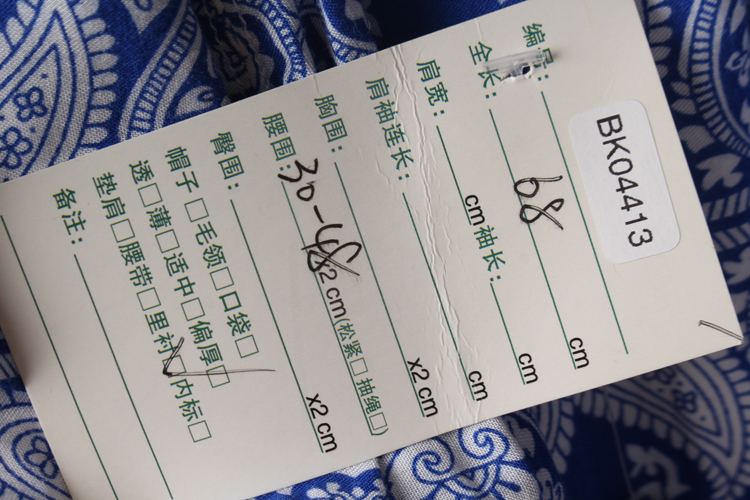 编号: BK04413
全长: 68 cm
肩宽: cm 袖长: cm
肩袖连长: cm
胸围: x2 cm
腰围: 30-48 x2 cm(松紧□ 抽绳□)
臀围: x2 cm
帽子□毛领□口袋□
透□薄□适中□偏厚□
垫肩□腰带□里衬☑内标□
备注: